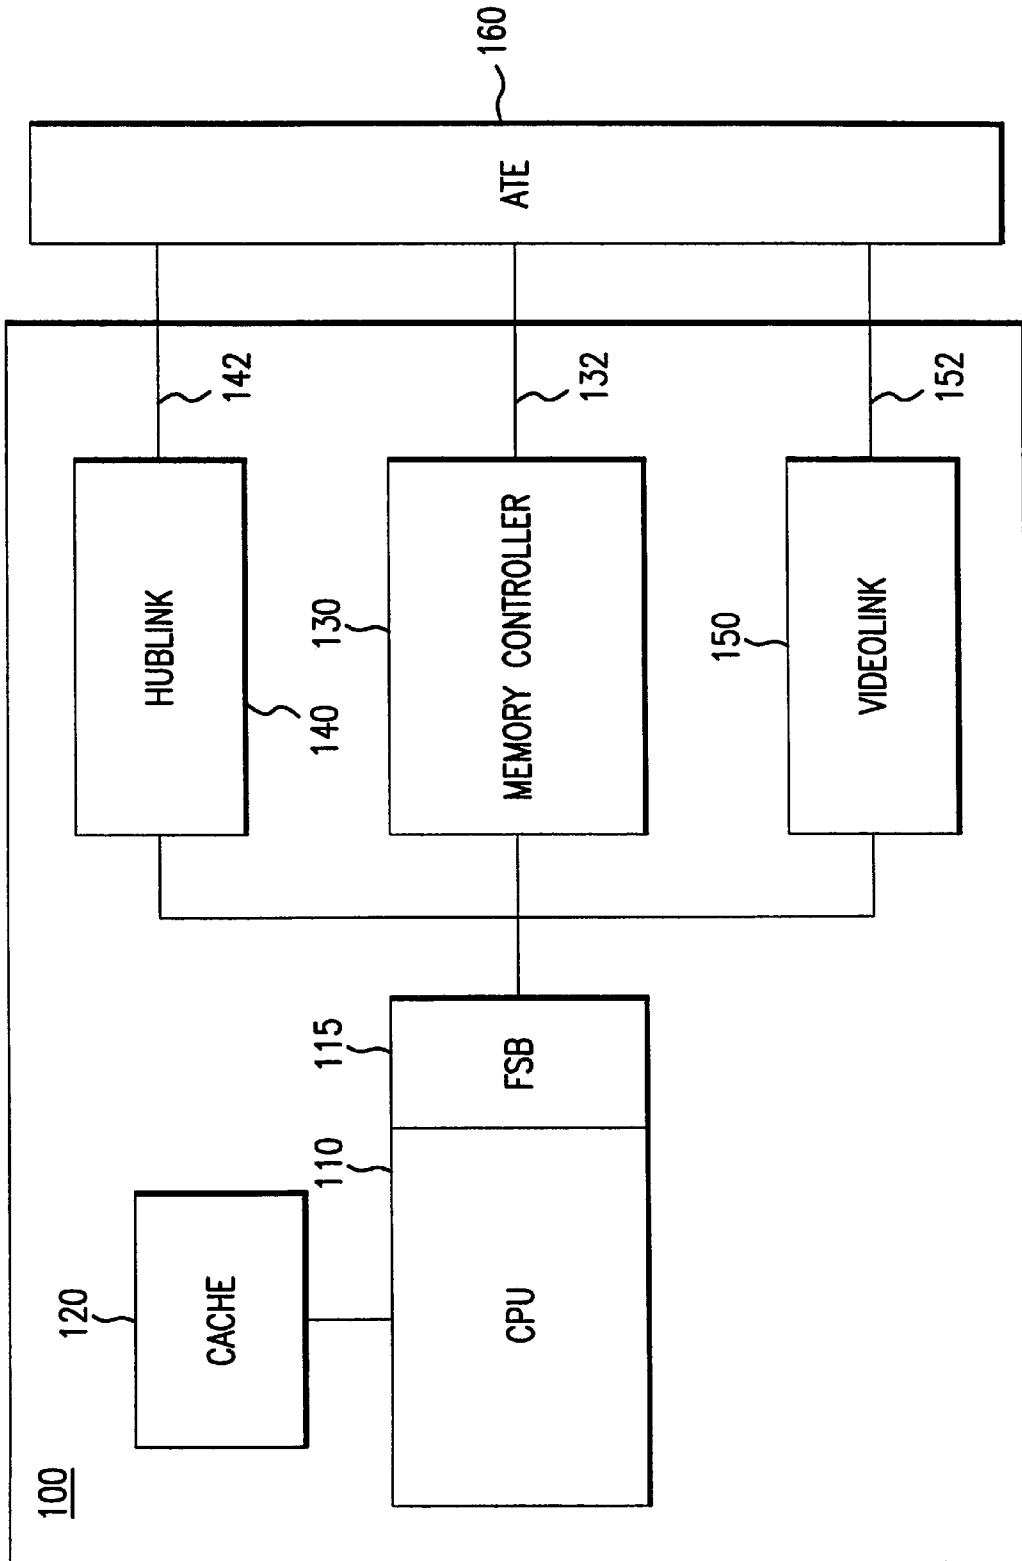 100
120
CACHE
110
115
CPU
FSB
HUBLINK
140
142
130
MEMORY CONTROLLER
132
150
VIDEOLINK
152
ATE
160